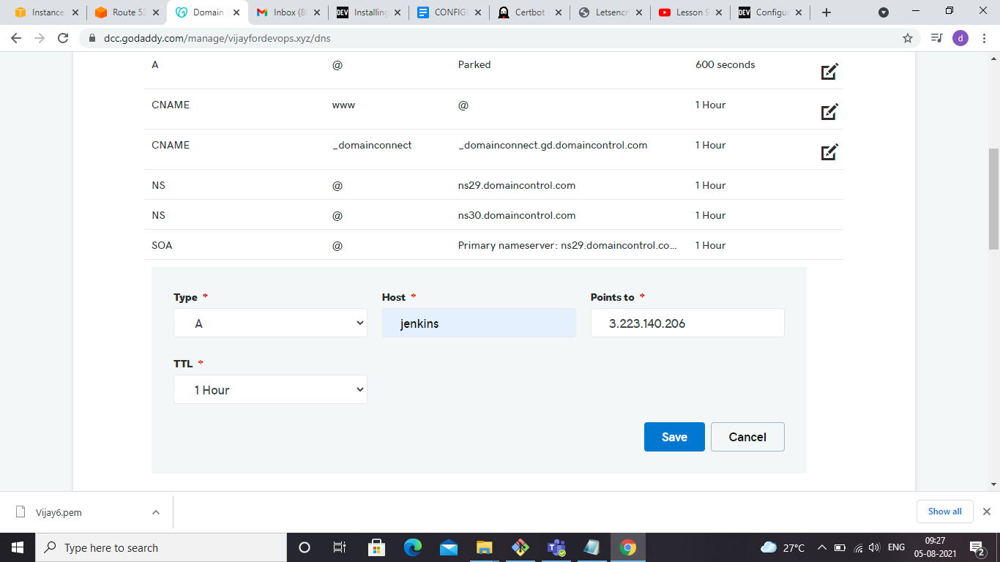 Instance
Route 53
Domain
Inbox (8
Installing
CONFIG
Certbot
Letsencr
Lesson 9
Configu
dcc.godaddy.com/manage/vijayfordevops.xyz/dns
d
A @ Parked 600 seconds
CNAME www @ 1 Hour
CNAME _domainconnect _domainconnect.gd.domaincontrol.com 1 Hour
NS @ ns29.domaincontrol.com 1 Hour
NS @ ns30.domaincontrol.com 1 Hour
SOA @ Primary nameserver: ns29.domaincontrol.co... 1 Hour
Type * Host * Points to *
A jenkins 3.223.140.206
TTL *
1 Hour
Save Cancel
Vijay6.pem
Show all
Type here to search
27°C
ENG
09:27
05-08-2021
2